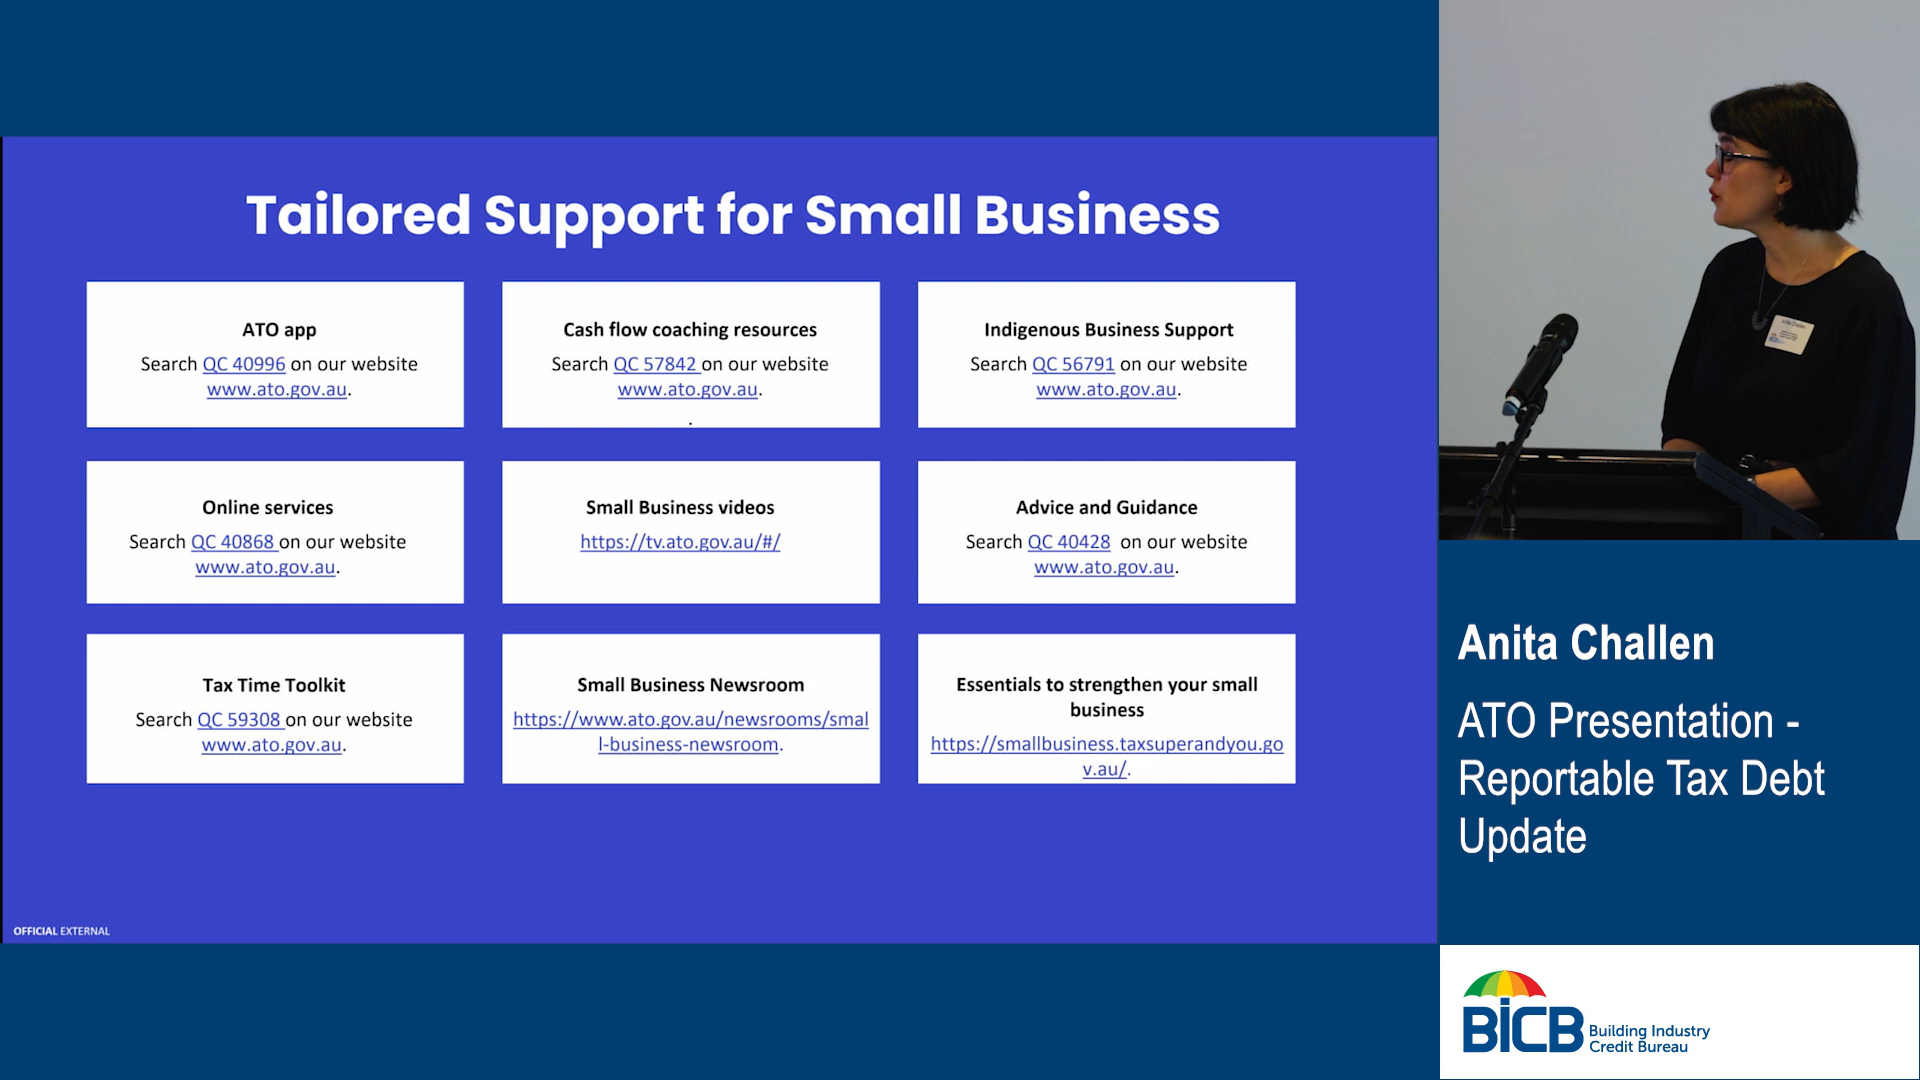 Tailored Support for Small Business
ATO app
Search QC 40996 on our website
www.ato.gov.au.
Cash flow coaching resources
Search QC 57842 on our website
www.ato.gov.au.
.
Indigenous Business Support
Search QC 56791 on our website
www.ato.gov.au.
Online services
Search QC 40868 on our website
www.ato.gov.au.
Small Business videos
https://tv.ato.gov.au/#/
Advice and Guidance
Search QC 40428 on our website
www.ato.gov.au.
Tax Time Toolkit
Search QC 59308 on our website
www.ato.gov.au.
Small Business Newsroom
https://www.ato.gov.au/newsrooms/smal
l-business-newsroom.
Essentials to strengthen your small
business
https://smallbusiness.taxsuperandyou.go
v.au/.
OFFICIAL EXTERNAL
Anita Challen
Anita Challen
ATO Presentation -
Reportable Tax Debt
Update
BiCB
Building Industry
Credit Bureau